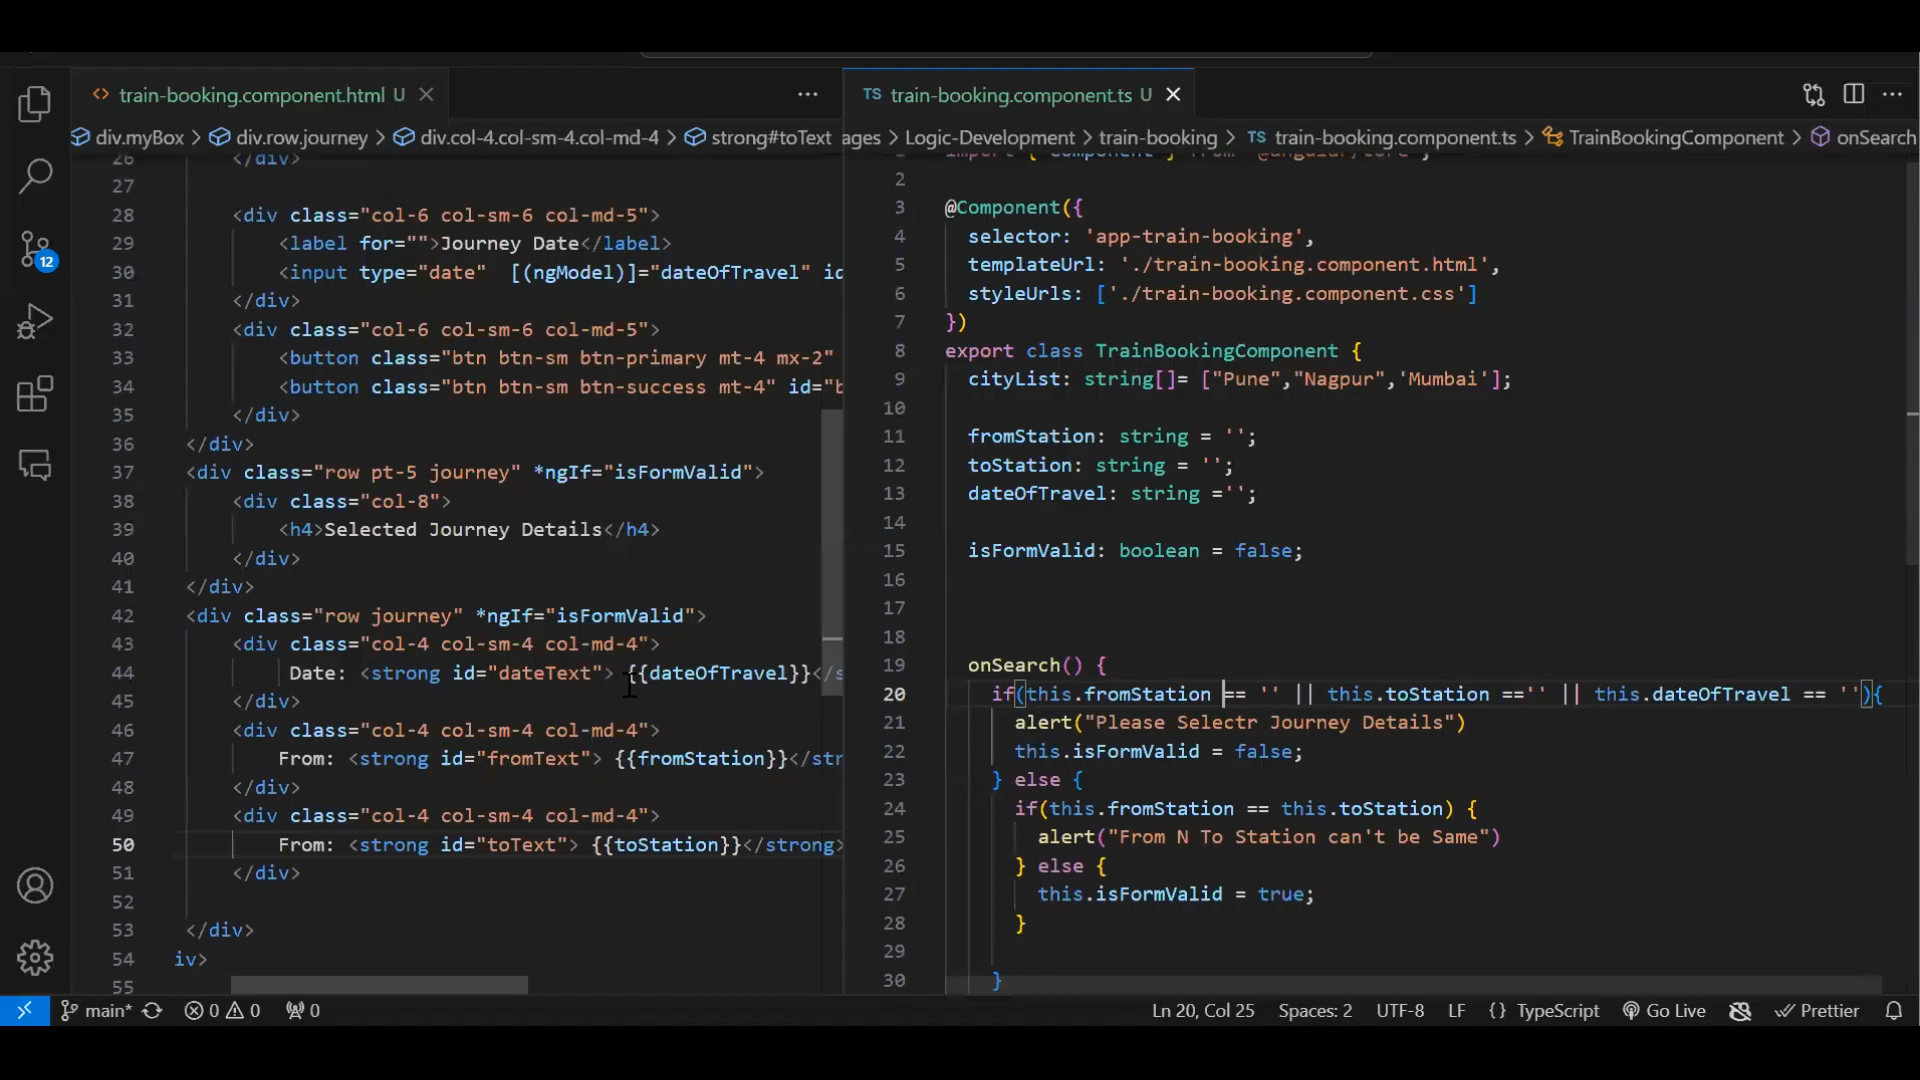 train-booking.component.html U
TS train-booking.component.ts U
div.myBox > div.row.journey > div.col-4.col-sm-4.col-md-4 > strong#toText
ages > Logic-Development > train-booking > TS train-booking.component.ts > TrainBookingComponent > onSearch
26 </div>
27
28 <div class="col-6 col-sm-6 col-md-5">
29 <label for="">Journey Date</label>
30 <input type="date"  [(ngModel)]="dateOfTravel" id
31 </div>
32 <div class="col-6 col-sm-6 col-md-5">
33 <button class="btn btn-sm btn-primary mt-4 mx-2"
34 <button class="btn btn-sm btn-success mt-4" id="b
35 </div>
36 </div>
37 <div class="row pt-5 journey" *ngIf="isFormValid">
38 <div class="col-8">
39 <h4>Selected Journey Details</h4>
40 </div>
41 </div>
42 <div class="row journey" *ngIf="isFormValid">
43 <div class="col-4 col-sm-4 col-md-4">
44 Date: <strong id="dateText"> {{dateOfTravel}}</s
45 </div>
46 <div class="col-4 col-sm-4 col-md-4">
47 From: <strong id="fromText"> {{fromStation}}</str
48 </div>
49 <div class="col-4 col-sm-4 col-md-4">
50 From: <strong id="toText"> {{toStation}}</strong>
51 </div>
52
53 </div>
54 iv>
55
import { Component } from '@angular/core';
2
3 @Component({
4 selector: 'app-train-booking',
5 templateUrl: './train-booking.component.html',
6 styleUrls: ['./train-booking.component.css']
7 })
8 export class TrainBookingComponent {
9 cityList: string[]= ["Pune","Nagpur",'Mumbai'];
10
11 fromStation: string = '';
12 toStation: string = '';
13 dateOfTravel: string ='';
14
15 isFormValid: boolean = false;
16
17
18
19 onSearch() {
20 if(this.fromStation == '' || this.toStation =='' || this.dateOfTravel == ''){
21 alert("Please Selectr Journey Details")
22 this.isFormValid = false;
23 } else {
24 if(this.fromStation == this.toStation) {
25 alert("From N To Station can't be Same")
26 } else {
27 this.isFormValid = true;
28 }
29
30 }
12
main* 0 0 0 Ln 20, Col 25 Spaces: 2 UTF-8 LF {} TypeScript Go Live Prettier